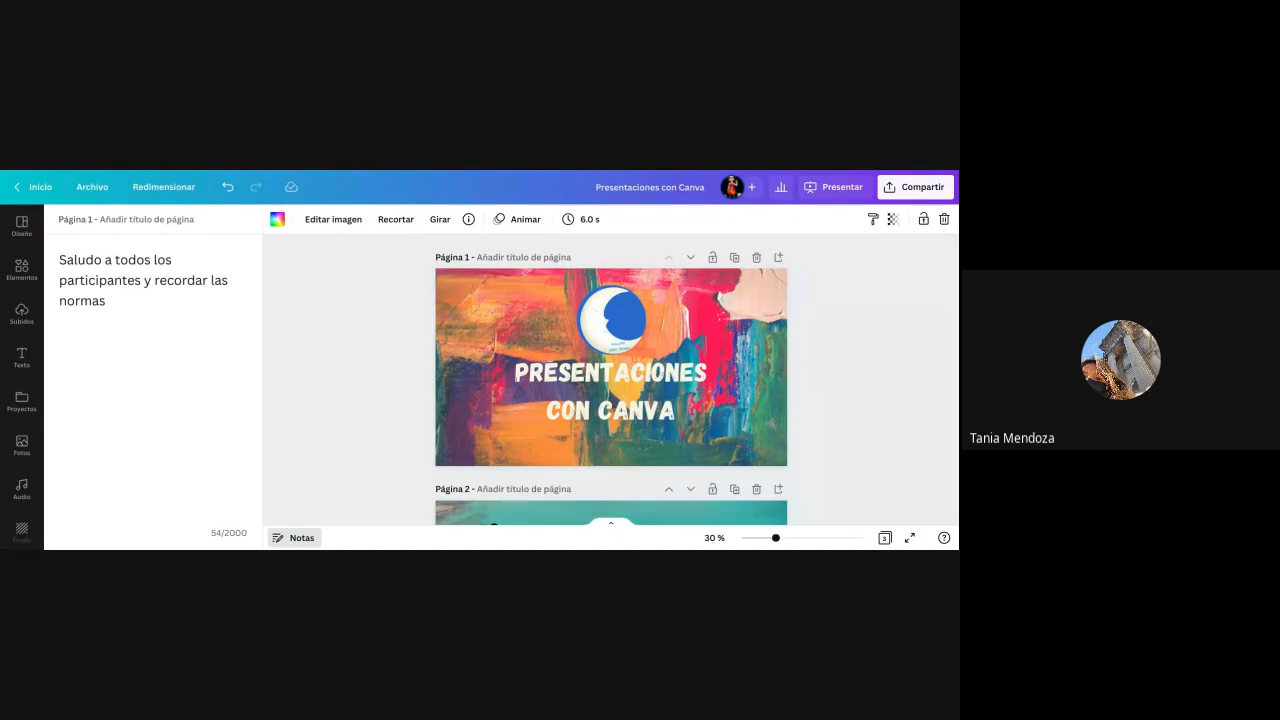 Inicio
Archivo
Redimensionar
Presentaciones con Canva
+
Presentar
Compartir
Diseño
Elementos
Subidos
Texto
Proyectos
Fotos
Audio
Fondo
Página 1 - Añadir título de página
Saludo a todos los
participantes y recordar las
normas
54/2000
Editar imagen
Recortar
Girar
Animar
6.0 s
Página 1 - Añadir título de página
PRESENTACIONES
CON CANVA
Página 2 - Añadir título de página
Notas
30 %
3
Tania Mendoza